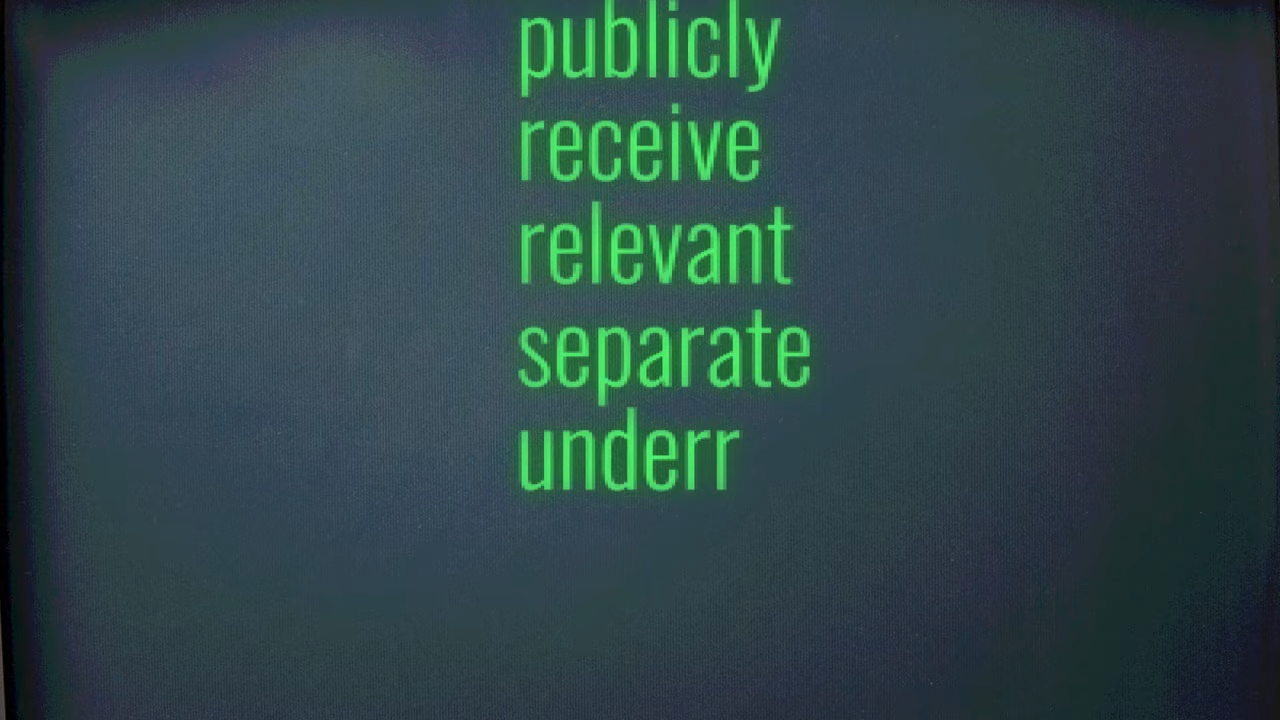 publicly
receive
relevant
separate
underr